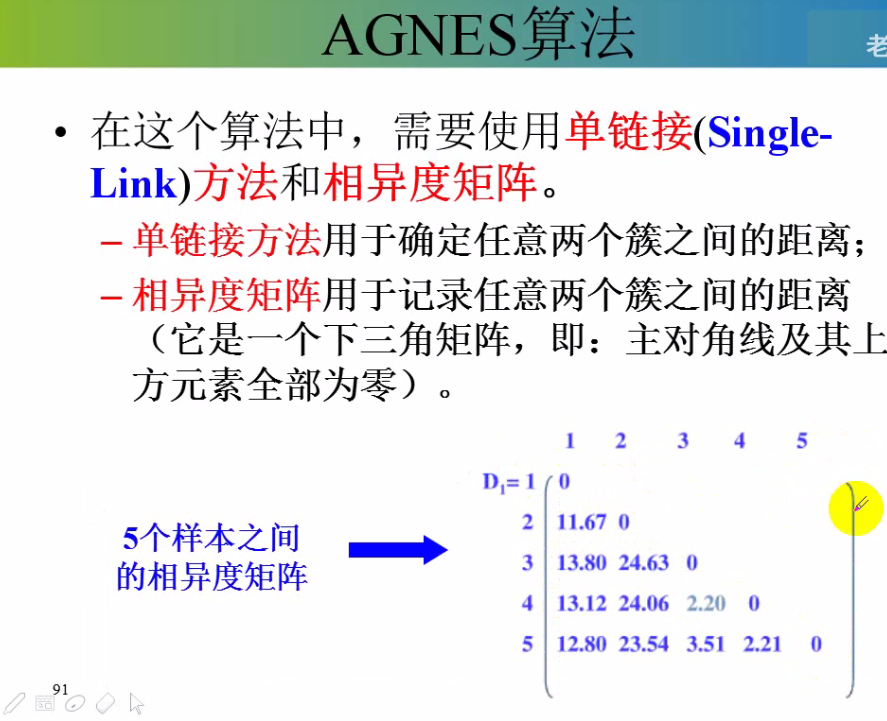 AGNES算法
老
• 在这个算法中，需要使用单链接(Single-
Link)方法和相异度矩阵。
– 单链接方法用于确定任意两个簇之间的距离；
– 相异度矩阵用于记录任意两个簇之间的距离
（它是一个下三角矩阵，即：主对角线及其上
方元素全部为零）。
1 2 3 4 5
D1= 1 0
2 11.67 0
3 13.80 24.63 0
4 13.12 24.06 2.20 0
5 12.80 23.54 3.51 2.21 0
5个样本之间
的相异度矩阵
91